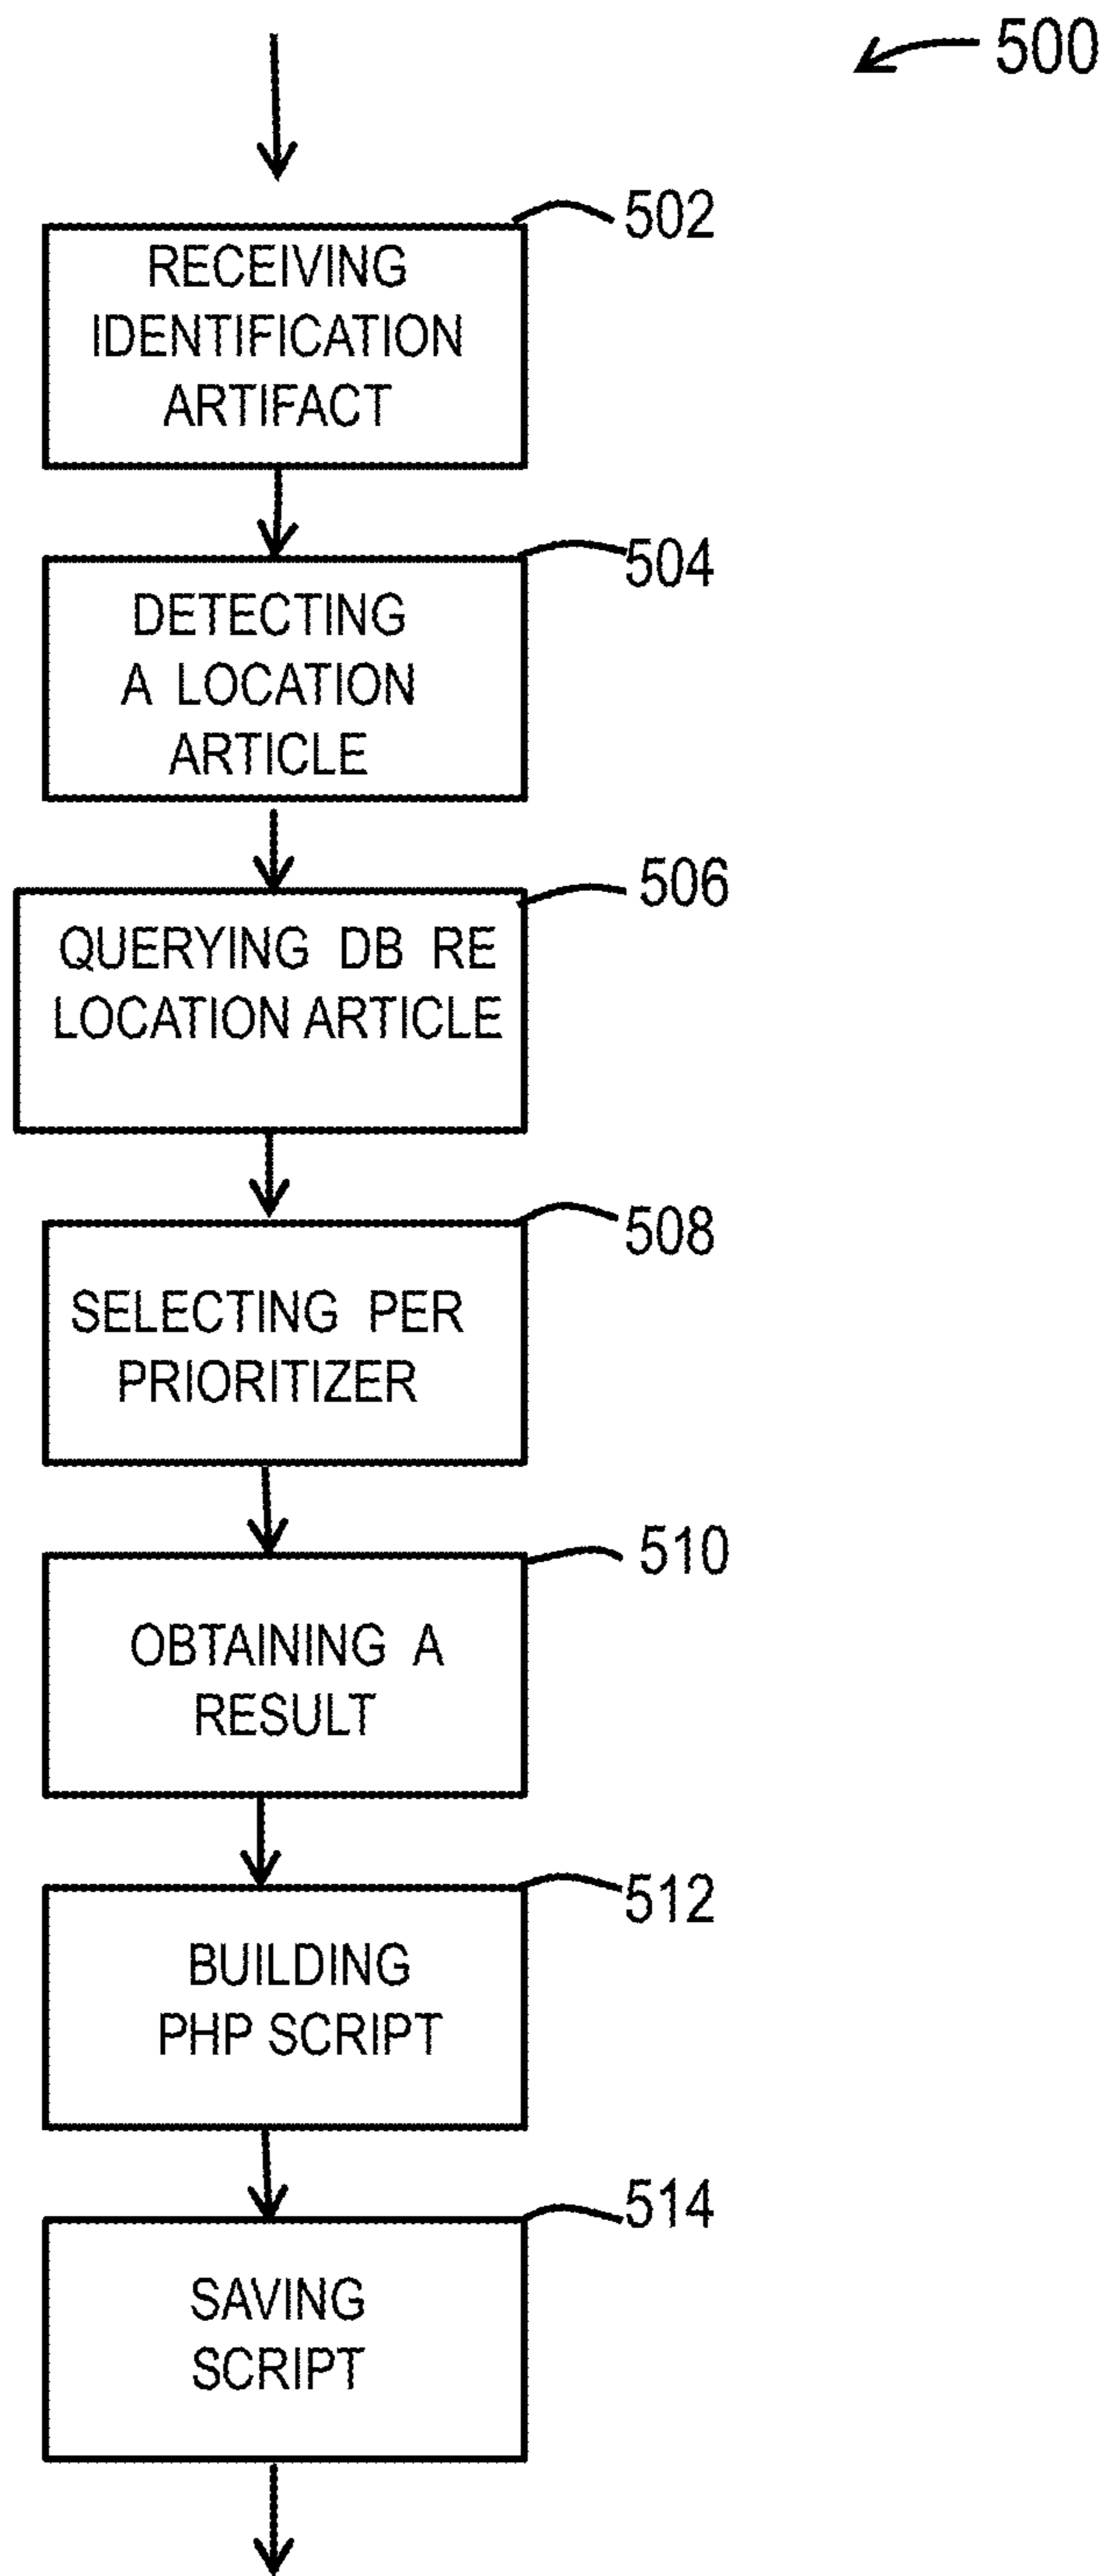 500
502
RECEIVING
IDENTIFICATION
ARTIFACT
504
DETECTING
A LOCATION
ARTICLE
506
QUERYING DB RE
LOCATION ARTICLE
508
SELECTING PER
PRIORITIZER
510
OBTAINING A
RESULT
512
BUILDING
PHP SCRIPT
514
SAVING
SCRIPT